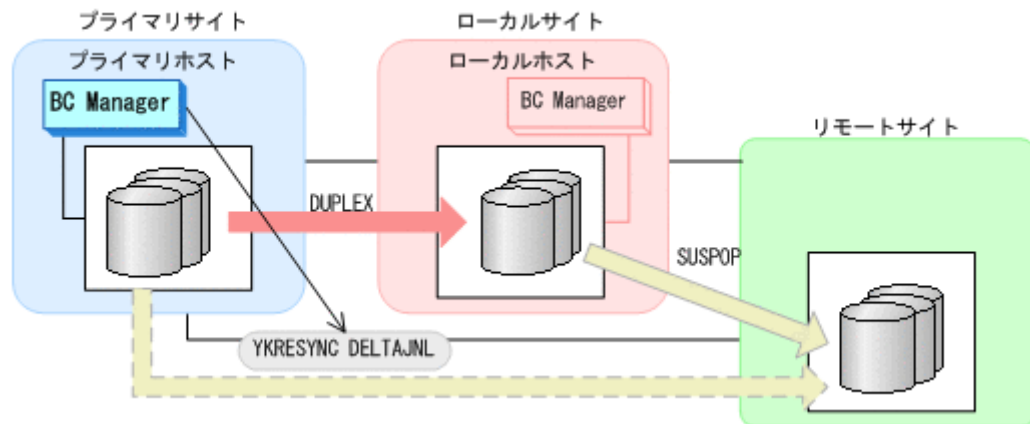 プライマリサイト
ローカルサイト
プライマリホスト
ローカルホスト
BC Manager
BC Manager
リモートサイト
DUPLEX
SUSPOP
YKRESYNC DELTAJNL